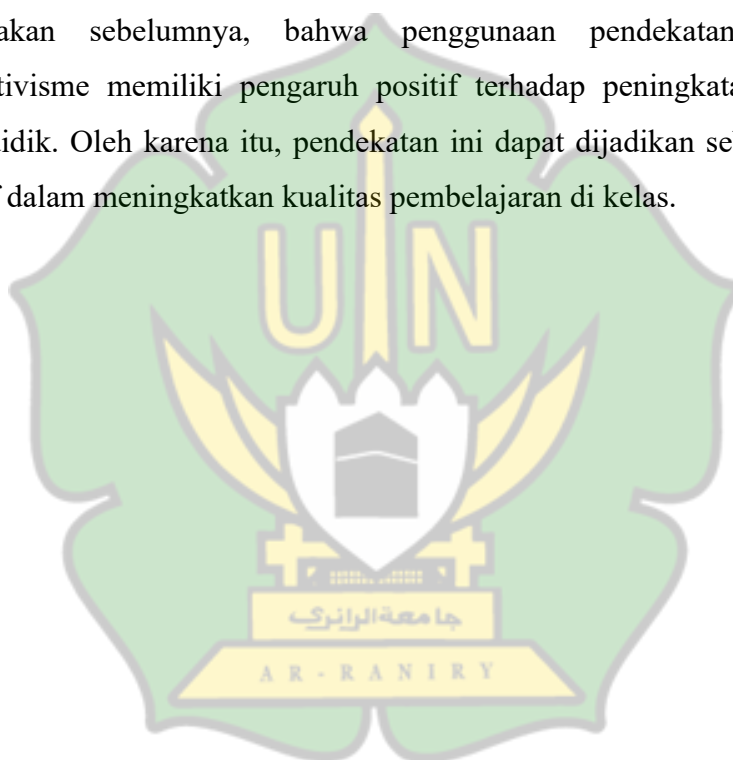 akan sebelumnya, bahwa penggunaan pendekatan
tivisme memiliki pengaruh positif terhadap peningkata
idik. Oleh karena itu, pendekatan ini dapat dijadikan se
dalam meningkatkan kualitas pembelajaran di kelas.
UIN
جامعة الرانري
AR-RANIRY